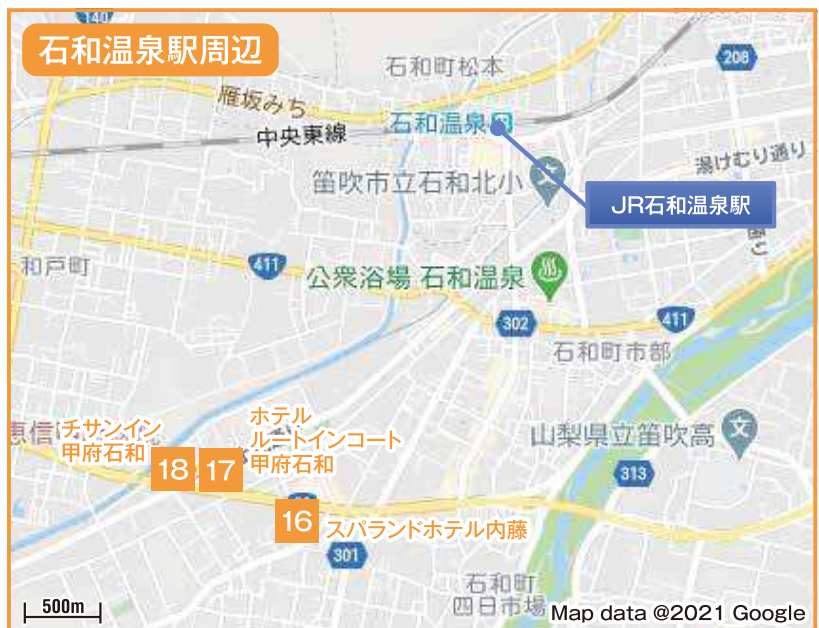 140
石和温泉駅周辺
208
石和町松本
雁坂みち
石和温泉
中央東線
湯けむり通り
笛吹市立石和北小
JR石和温泉駅
和戸町
411
公衆浴場 石和温泉
302
411
石和町市部
ホテル
ルートインコート
甲府石和
チサンイン
甲府石和
山梨県立笛吹高
18
17
313
16
スパランドホテル内藤
301
石和町
四日市場
500m
Map data @2021 Google